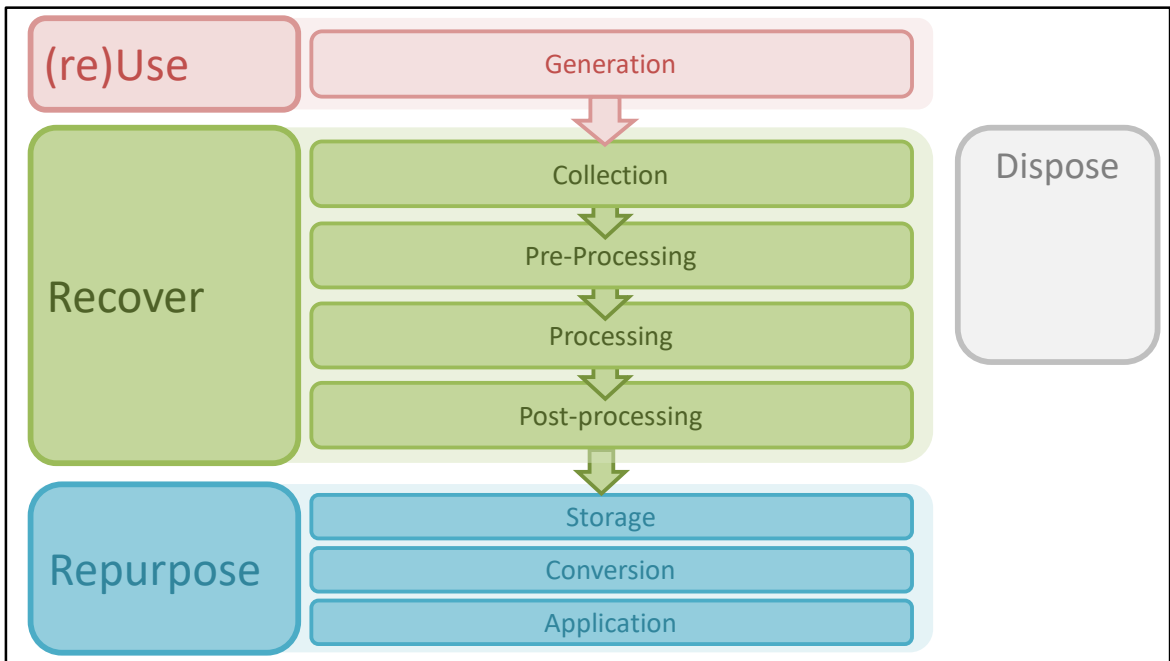 (re)Use
Generation
Recover
Collection
Pre-Processing
Processing
Post-processing
Dispose
Repurpose
Storage
Conversion
Application